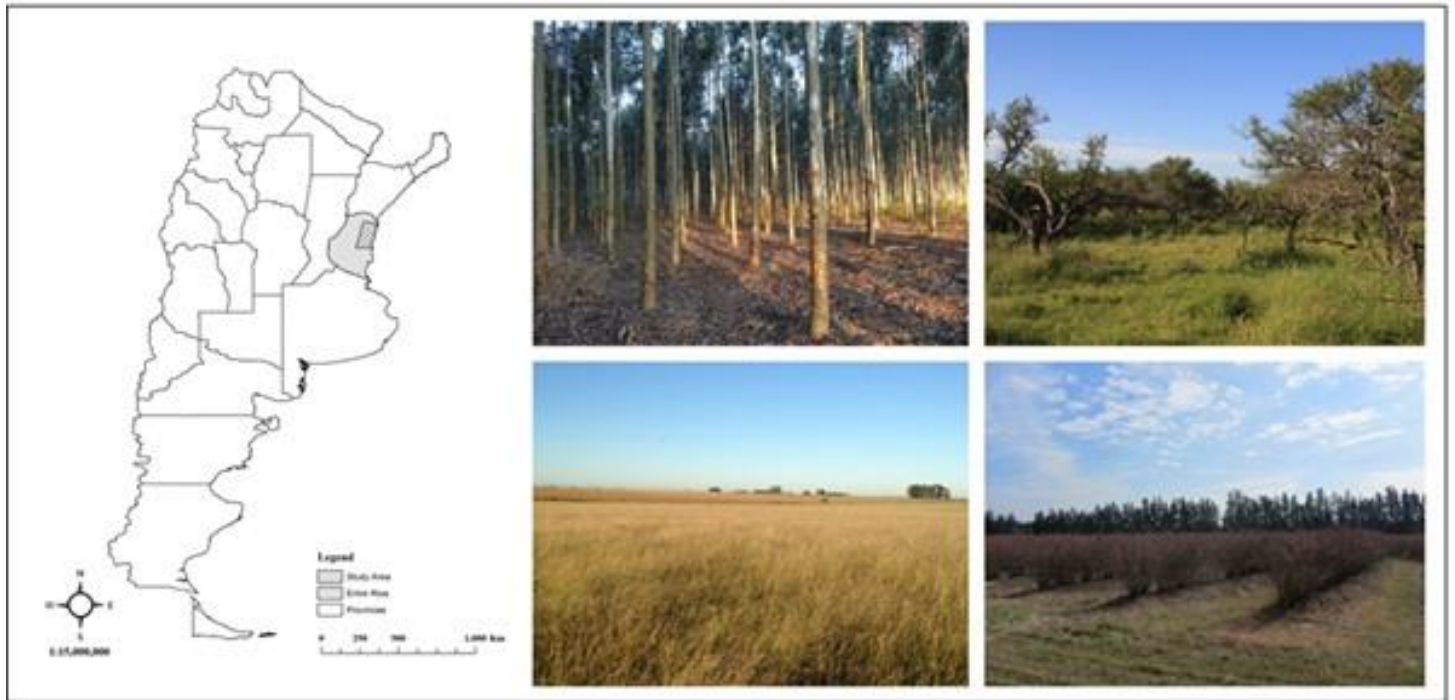 Legend
Study Area
Entre Rios
Provinces
N
W
E
S
1:15,000,000
0 250 500 1,000 km